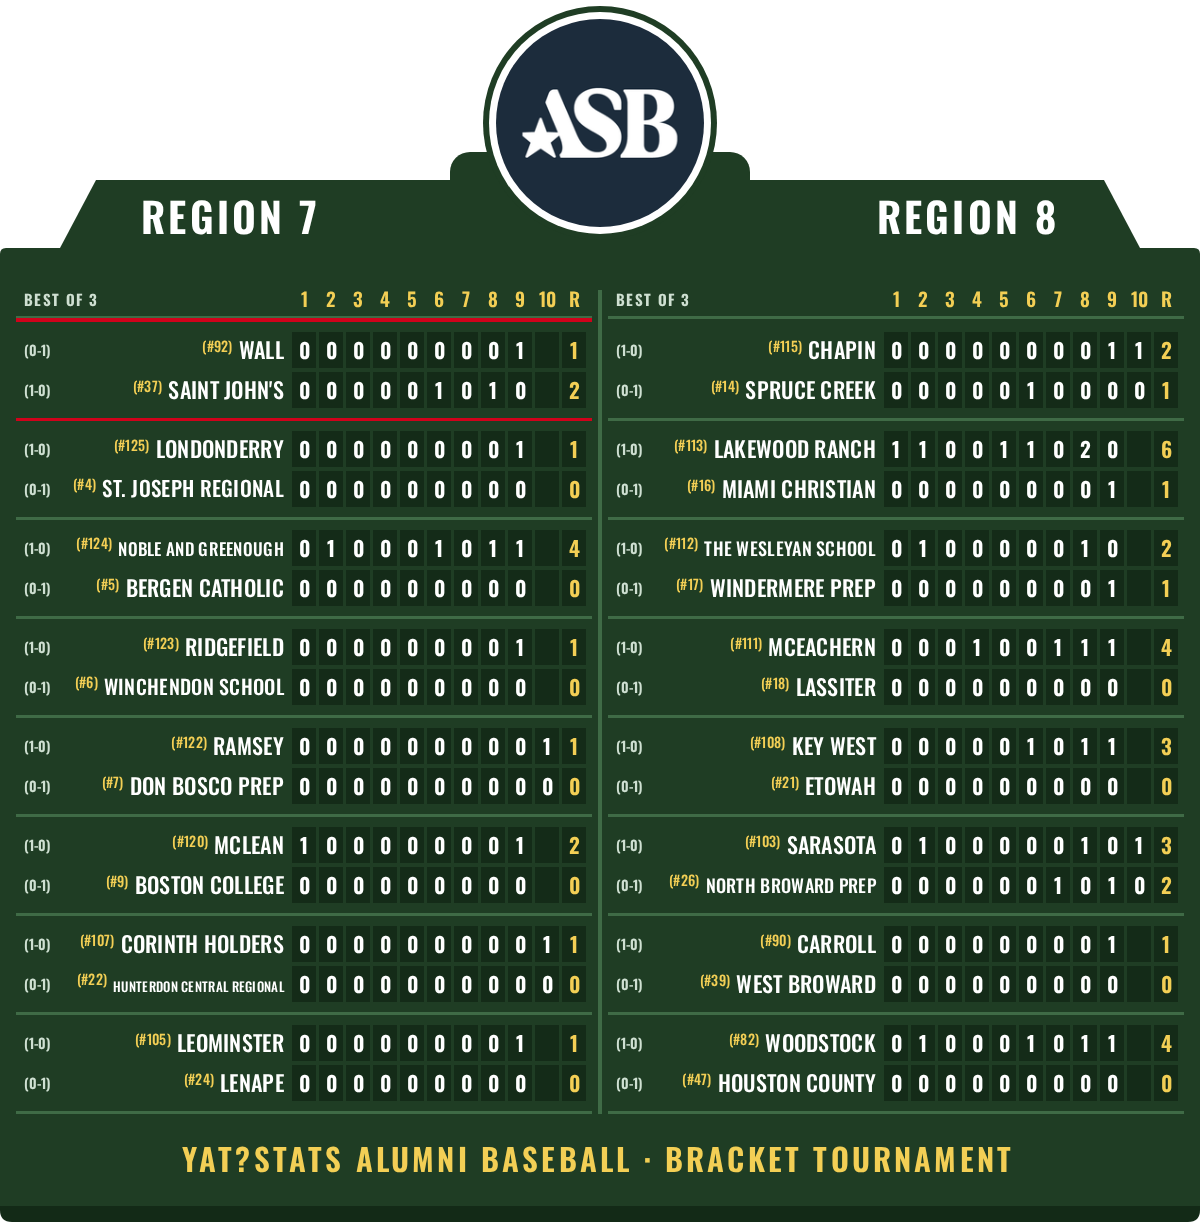 ASB
REGION 7
REGION 8
BEST OF 3 1 2 3 4 5 6 7 8 9 10 R
(0-1) (#92) WALL 0 0 0 0 0 0 0 0 1 1
(1-0) (#37) SAINT JOHN'S 0 0 0 0 0 1 0 1 0 2
(1-0) (#125) LONDONDERRY 0 0 0 0 0 0 0 0 1 1
(0-1) (#4) ST. JOSEPH REGIONAL 0 0 0 0 0 0 0 0 0 0
(1-0) (#124) NOBLE AND GREENOUGH 0 1 0 0 0 1 0 1 1 4
(0-1) (#5) BERGEN CATHOLIC 0 0 0 0 0 0 0 0 0 0
(1-0) (#123) RIDGEFIELD 0 0 0 0 0 0 0 0 1 1
(0-1) (#6) WINCHENDON SCHOOL 0 0 0 0 0 0 0 0 0 0
(1-0) (#122) RAMSEY 0 0 0 0 0 0 0 0 0 1 1
(0-1) (#7) DON BOSCO PREP 0 0 0 0 0 0 0 0 0 0 0
(1-0) (#120) MCLEAN 1 0 0 0 0 0 0 0 1 2
(0-1) (#9) BOSTON COLLEGE 0 0 0 0 0 0 0 0 0 0
(1-0) (#107) CORINTH HOLDERS 0 0 0 0 0 0 0 0 0 1 1
(0-1) (#22) HUNTERDON CENTRAL REGIONAL 0 0 0 0 0 0 0 0 0 0 0
(1-0) (#105) LEOMINSTER 0 0 0 0 0 0 0 0 1 1
(0-1) (#24) LENAPE 0 0 0 0 0 0 0 0 0 0
BEST OF 3 1 2 3 4 5 6 7 8 9 10 R
(1-0) (#115) CHAPIN 0 0 0 0 0 0 0 0 1 1 2
(0-1) (#14) SPRUCE CREEK 0 0 0 0 0 1 0 0 0 0 1
(1-0) (#113) LAKEWOOD RANCH 1 1 0 0 1 1 0 2 0 6
(0-1) (#16) MIAMI CHRISTIAN 0 0 0 0 0 0 0 0 1 1
(1-0) (#112) THE WESLEYAN SCHOOL 0 1 0 0 0 0 0 1 0 2
(0-1) (#17) WINDERMERE PREP 0 0 0 0 0 0 0 0 1 1
(1-0) (#111) MCEACHERN 0 0 0 1 0 0 1 1 1 4
(0-1) (#18) LASSITER 0 0 0 0 0 0 0 0 0 0
(1-0) (#108) KEY WEST 0 0 0 0 0 1 0 1 1 3
(0-1) (#21) ETOWAH 0 0 0 0 0 0 0 0 0 0
(1-0) (#103) SARASOTA 0 1 0 0 0 0 0 1 0 1 3
(0-1) (#26) NORTH BROWARD PREP 0 0 0 0 0 0 1 0 1 0 2
(1-0) (#90) CARROLL 0 0 0 0 0 0 0 0 1 1
(0-1) (#39) WEST BROWARD 0 0 0 0 0 0 0 0 0 0
(1-0) (#82) WOODSTOCK 0 1 0 0 0 1 0 1 1 4
(0-1) (#47) HOUSTON COUNTY 0 0 0 0 0 0 0 0 0 0
YAT?STATS ALUMNI BASEBALL · BRACKET TOURNAMENT